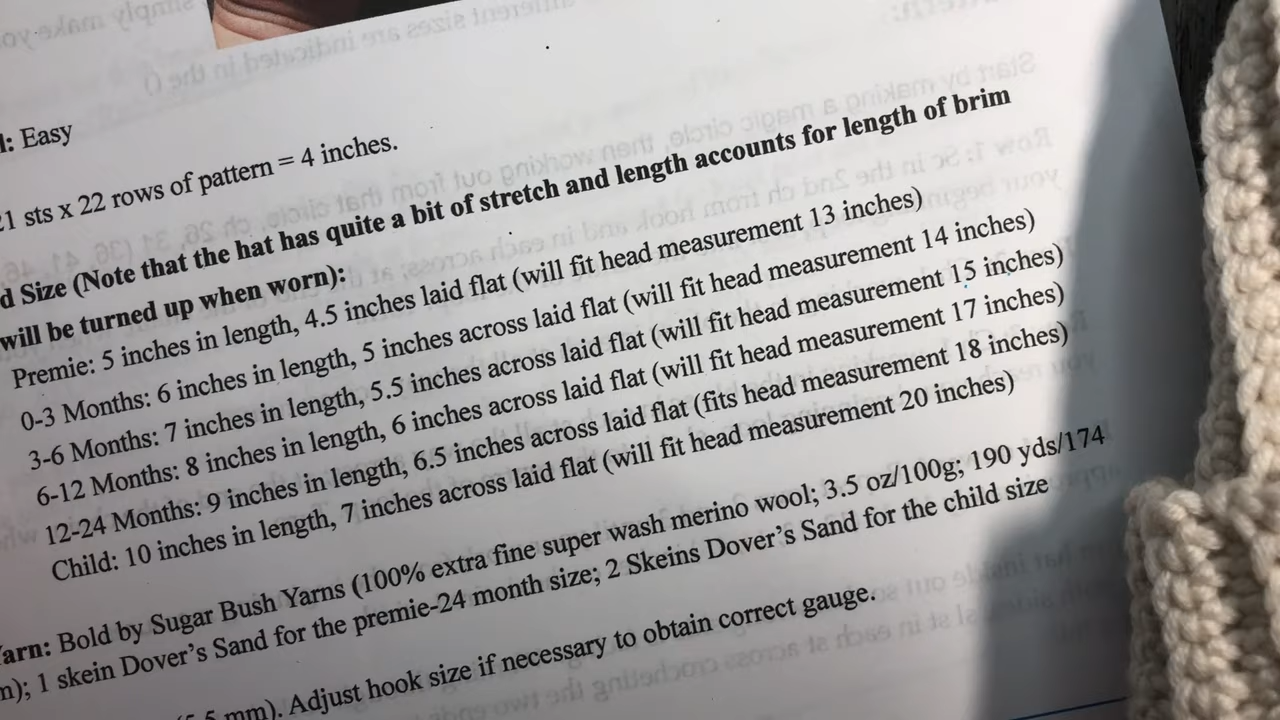 l: Easy
21 sts x 22 rows of pattern = 4 inches.
d Size (Note that the hat has quite a bit of stretch and length accounts for length of brim
will be turned up when worn):
Premie: 5 inches in length, 4.5 inches laid flat (will fit head measurement 13 inches)
0-3 Months: 6 inches in length, 5 inches across laid flat (will fit head measurement 14 inches)
3-6 Months: 7 inches in length, 5.5 inches across laid flat (will fit head measurement 15 inches)
6-12 Months: 8 inches in length, 6 inches across laid flat (will fit head measurement 17 inches)
12-24 Months: 9 inches in length, 6.5 inches across laid flat (fits head measurement 18 inches)
Child: 10 inches in length, 7 inches across laid flat (will fit head measurement 20 inches)
arn: Bold by Sugar Bush Yarns (100% extra fine super wash merino wool; 3.5 oz/100g; 190 yds/174
m); 1 skein Dover's Sand for the premie-24 month size; 2 Skeins Dover's Sand for the child size
5 mm). Adjust hook size if necessary to obtain correct gauge.